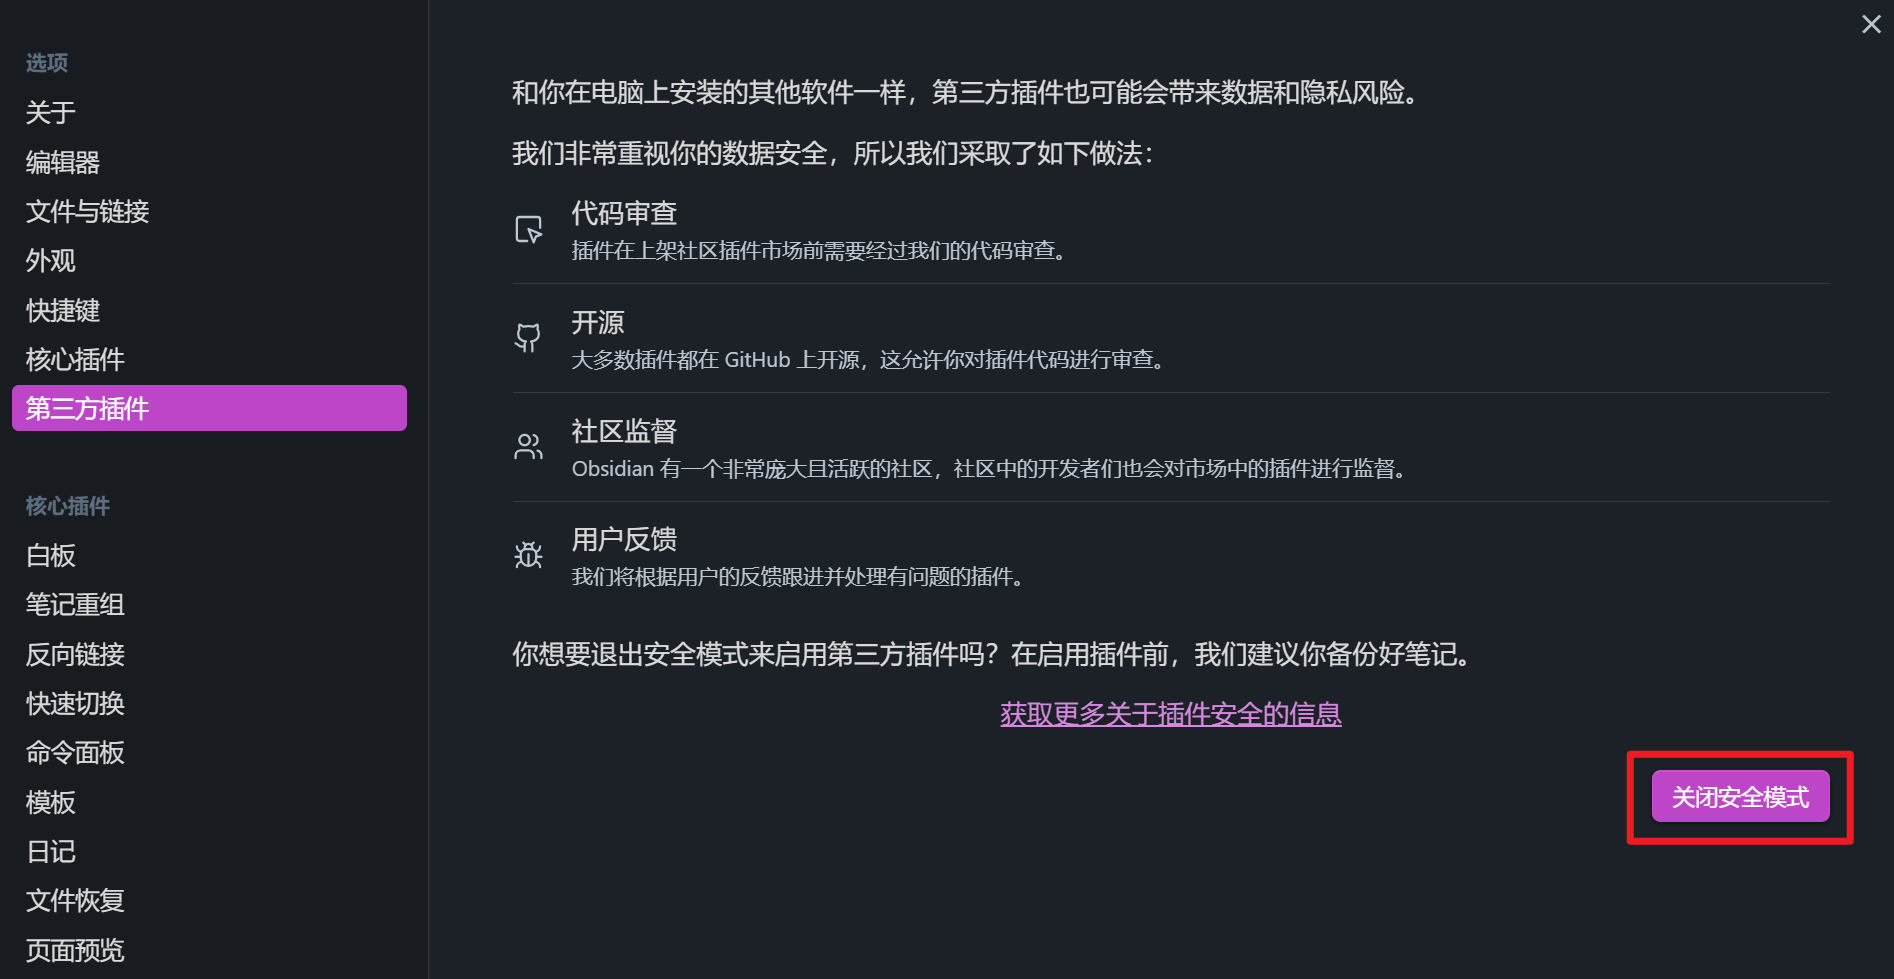 选项
关于
编辑器
文件与链接
外观
快捷键
核心插件
第三方插件
核心插件
白板
笔记重组
反向链接
快速切换
命令面板
模板
日记
文件恢复
页面预览
和你在电脑上安装的其他软件一样，第三方插件也可能会带来数据和隐私风险。
我们非常重视你的数据安全，所以我们采取了如下做法：
代码审查
插件在上架社区插件市场前需要经过我们的代码审查。
开源
大多数插件都在 GitHub 上开源，这允许你对插件代码进行审查。
社区监督
Obsidian 有一个非常庞大且活跃的社区，社区中的开发者们也会对市场中的插件进行监督。
用户反馈
我们将根据用户的反馈跟进并处理有问题的插件。
你想要退出安全模式来启用第三方插件吗？在启用插件前，我们建议你备份好笔记。
获取更多关于插件安全的信息
关闭安全模式